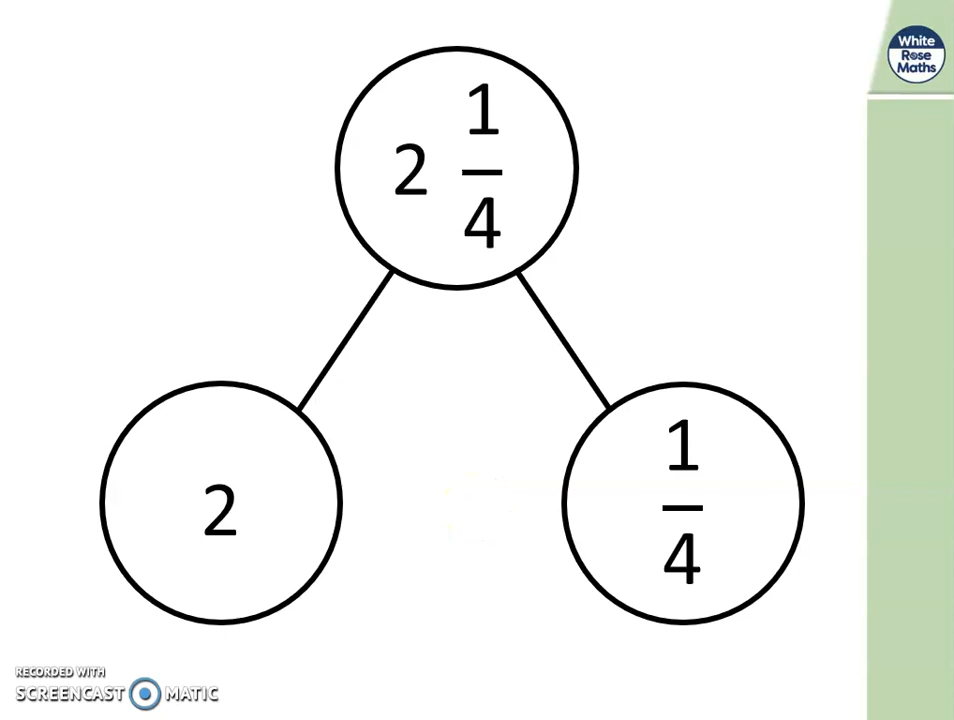 White
Rose
Maths
2 1/4
2
1/4
RECORDED WITH
SCREENCAST MATIC